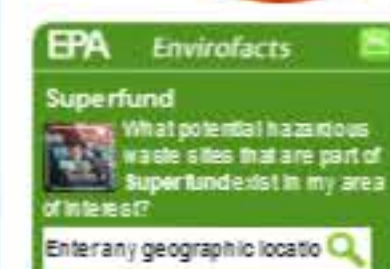 EPA Envirofacts
Superfund
What potential hazardous
waste sites that are part of
Superfund exist in my area
of interest?
Enter any geographic locatio